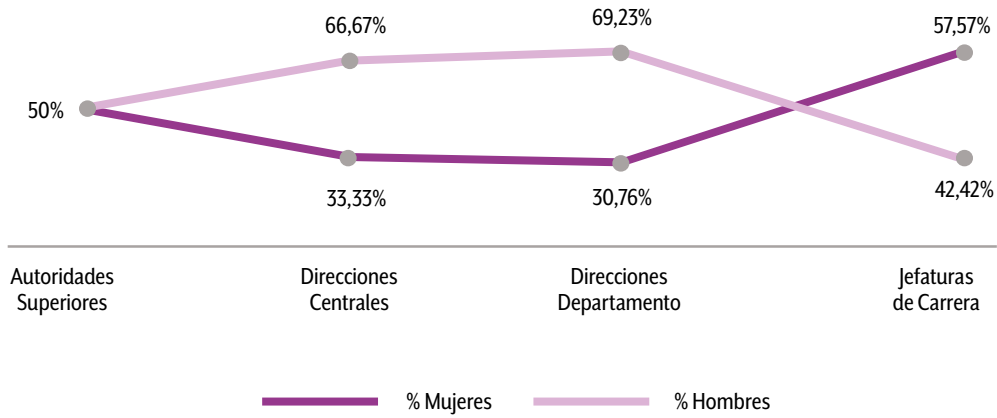 66,67%
69,23%
57,57%
50%
33,33%
30,76%
42,42%
Autoridades
Superiores
Direcciones
Centrales
Direcciones
Departamento
Jefaturas
de Carrera
% Mujeres
% Hombres